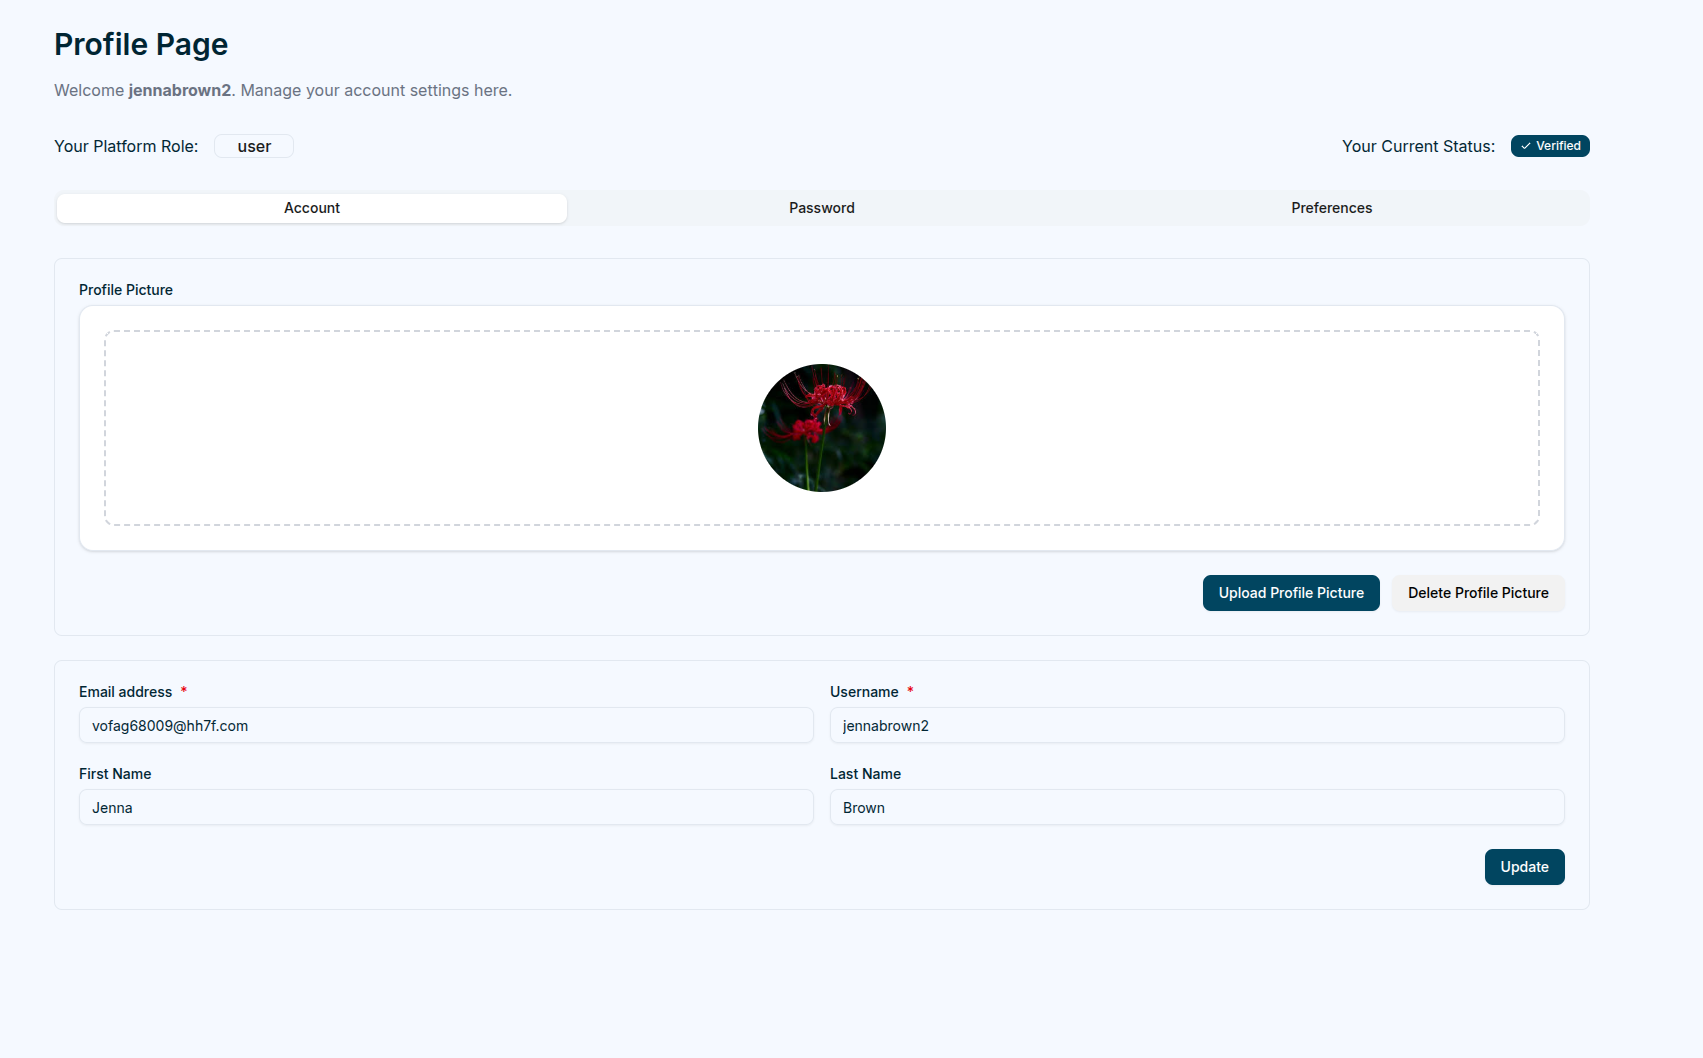 Profile Page
Welcome jennabrown2. Manage your account settings here.
Your Platform Role: user
Your Current Status: Verified
Account Password Preferences
Profile Picture
Upload Profile Picture Delete Profile Picture
Email address * Username *
vofag68009@hh7f.com jennabrown2
First Name Last Name
Jenna Brown
Update